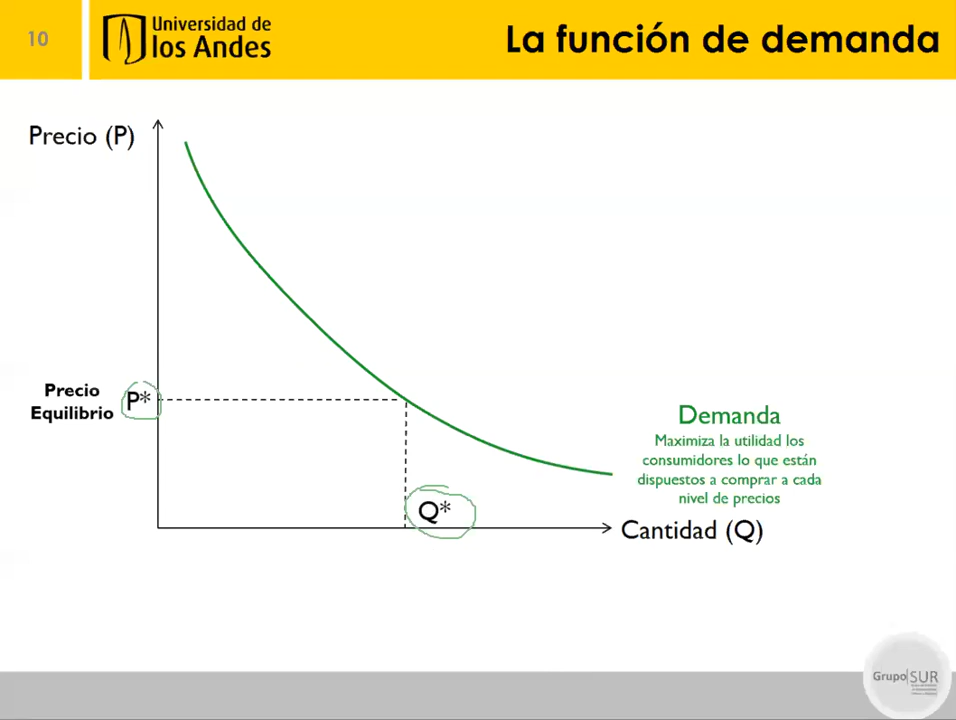 10
Universidad de
los Andes
La función de demanda
Precio (P)
Precio
Equilibrio
P*
Demanda
Maximiza la utilidad los
consumidores lo que están
dispuestos a comprar a cada
nivel de precios
Q*
Cantidad (Q)
Grupo|SUR